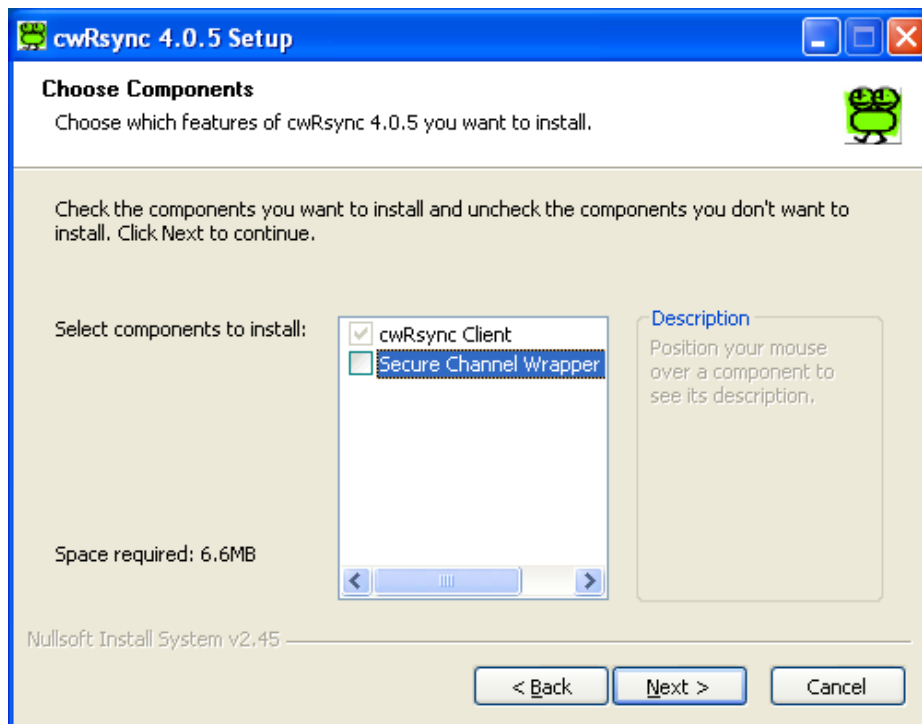 cwRsync 4.0.5 Setup
Choose Components
Choose which features of cwRsync 4.0.5 you want to install.
Check the components you want to install and uncheck the components you don't want to
install. Click Next to continue.
Select components to install:
cwRsync Client
Secure Channel Wrapper
Description
Position your mouse
over a component to
see its description.
Space required: 6.6MB
Nullsoft Install System v2.45
< Back
Next >
Cancel